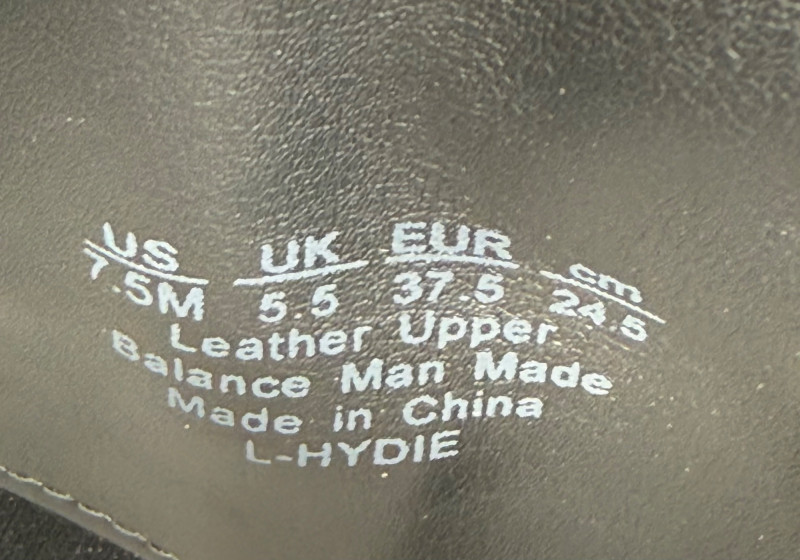 US UK EUR cm
7.5M 5.5 37.5 24.5
Leather Upper
Balance Man Made
Made in China
L-HYDIE